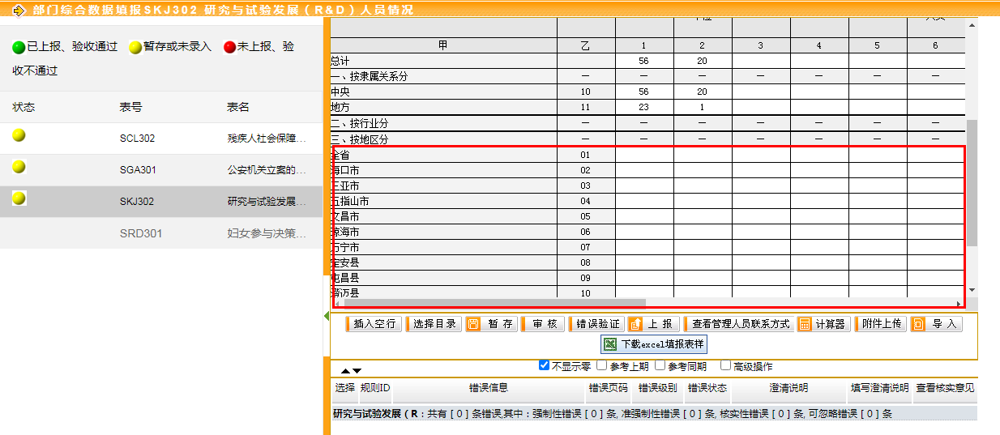 部门综合数据填报SKJ302 研究与试验发展（R&D）人员情况
已上报、验收通过 暂存或未录入 未上报、验
收不通过
状态 表号 表名
SCL302 残疾人社会保障...
SGA301 公安机关立案的...
SKJ302 研究与试验发展...
SRD301 妇女参与决策...
甲 乙 1 2 3 4 5 6
总计 56 20
一、按隶属关系分 — — — — — — —
中央 10 56 20
地方 11 23 1
二、按行业分 — — — — — — —
三、按地区分 — — — — — — —
全省 01
海口市 02
三亚市 03
五指山市 04
文昌市 05
琼海市 06
万宁市 07
定安县 08
屯昌县 09
澄迈县 10
插入空行 选择目录 暂 存 审 核 错误验证 上 报 查看管理人员联系方式 计算器 附件上传 导 入
下载excel填报表样
不显示零 参考上期 参考同期 高级操作
选择 规则ID 错误信息 错误页码 错误级别 错误状态 澄清说明 填写澄清说明 查看核实意见
研究与试验发展（R：共有 [ 0 ] 条错误,其中：强制性错误 [ 0 ] 条, 准强制性错误 [ 0 ] 条, 核实性错误 [ 0 ] 条, 可忽略错误 [ 0 ] 条